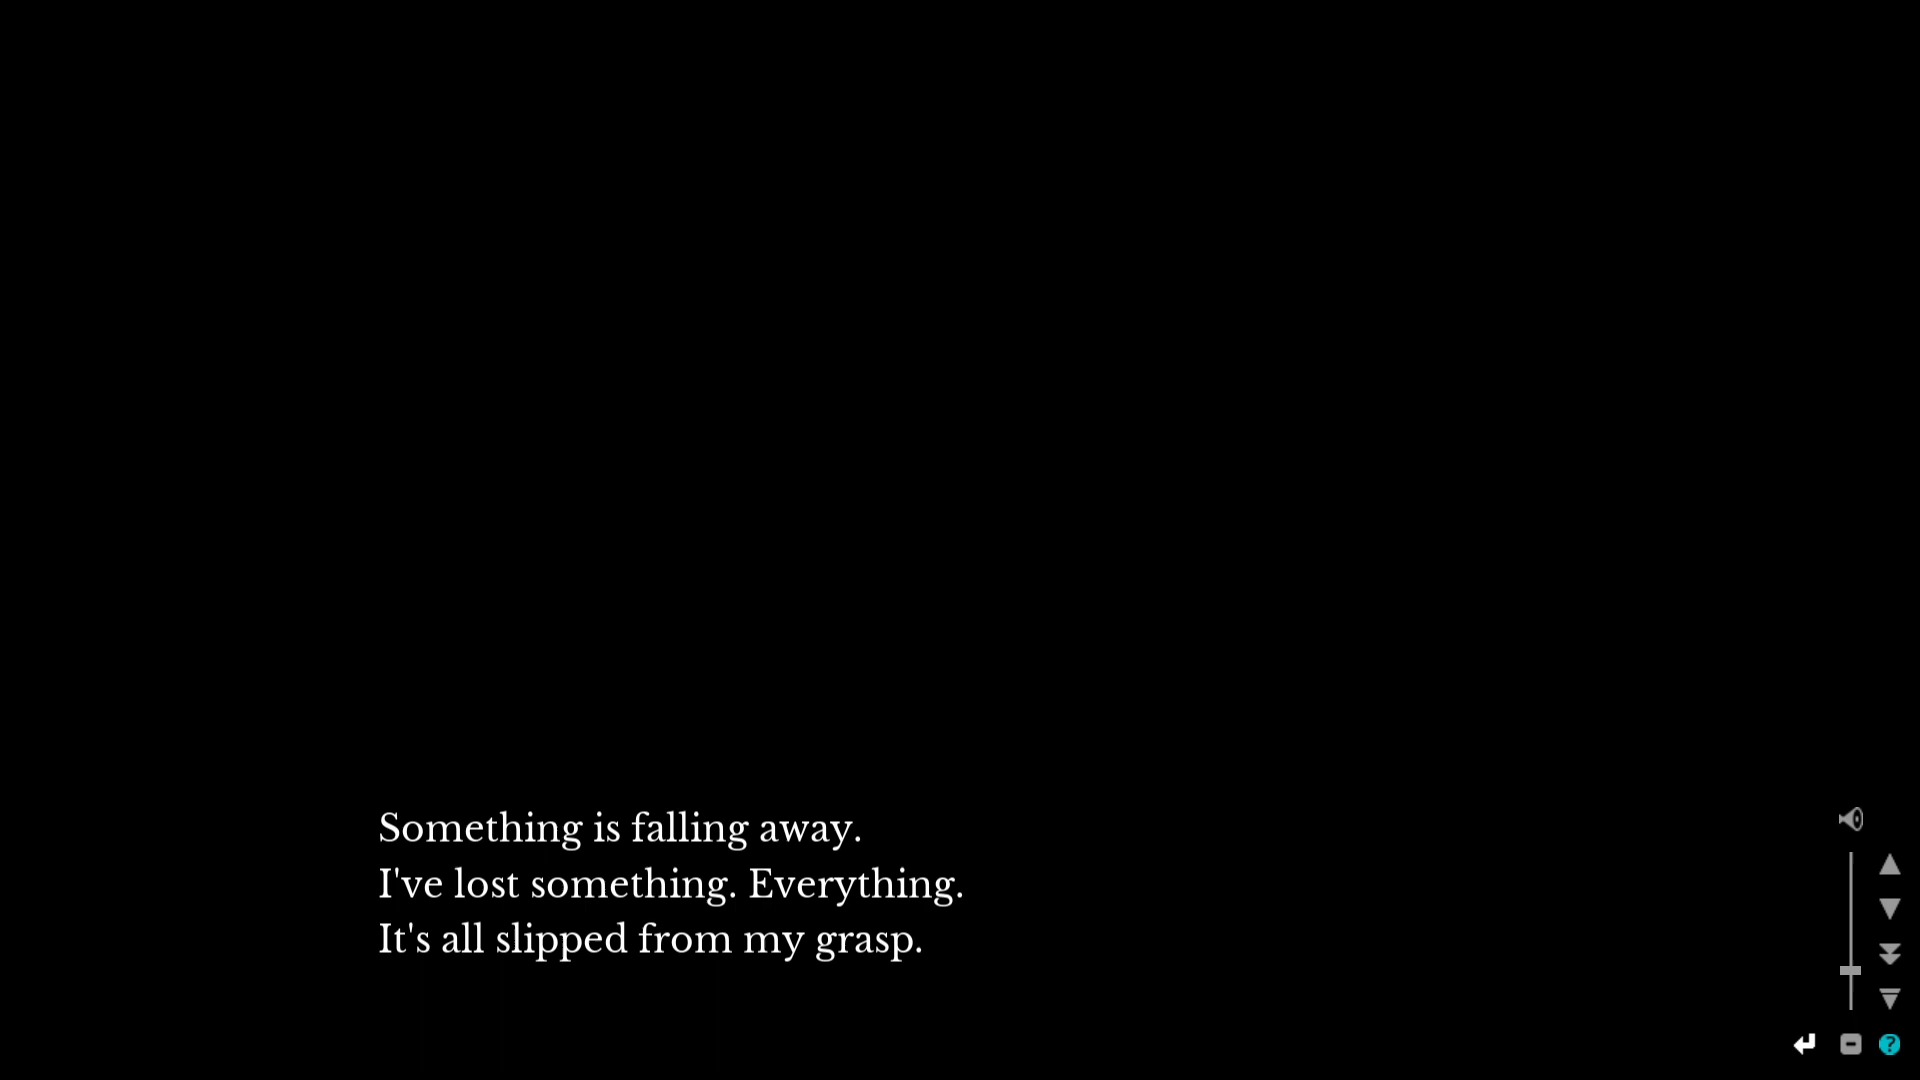 Something is falling away.
I've lost something. Everything.
It's all slipped from my grasp.